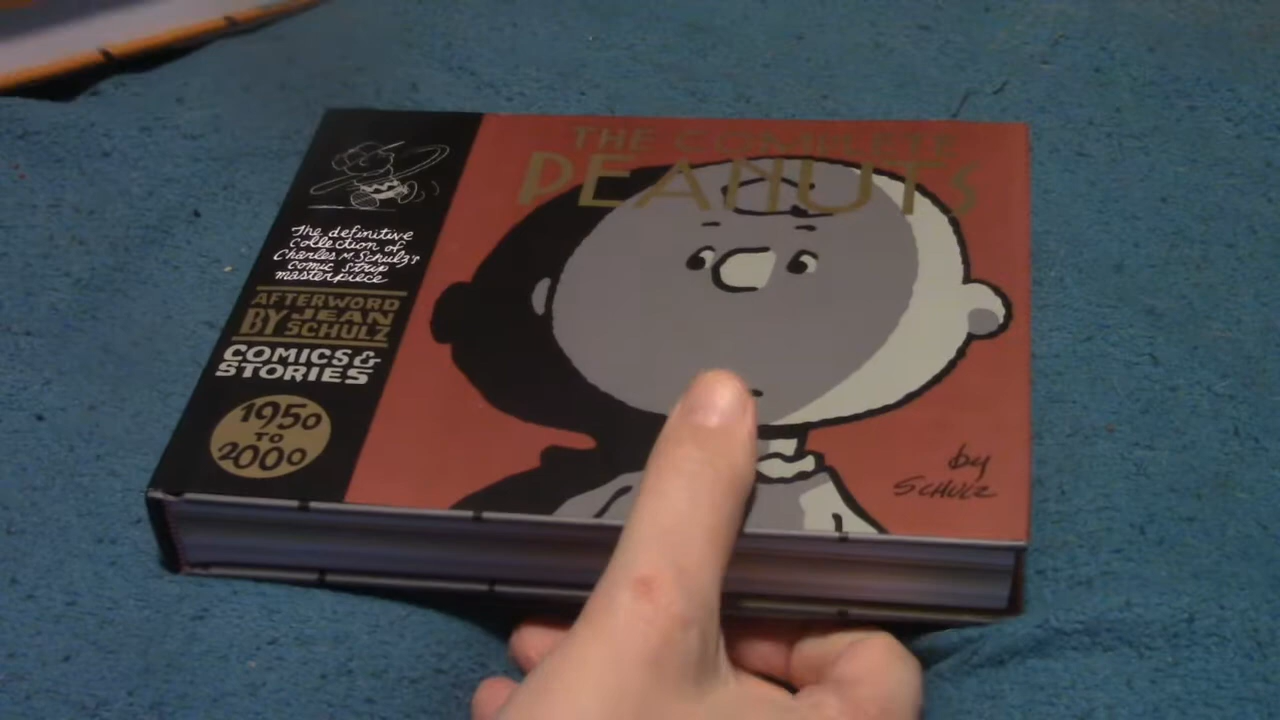 THE COMPLETE
PEANUTS
The definitive
collection of
Charles M. Schulz's
comic strip
masterpiece
AFTERWORD
BY JEAN
SCHULZ
COMICS &
STORIES
1950
TO
2000
by
SCHULZ